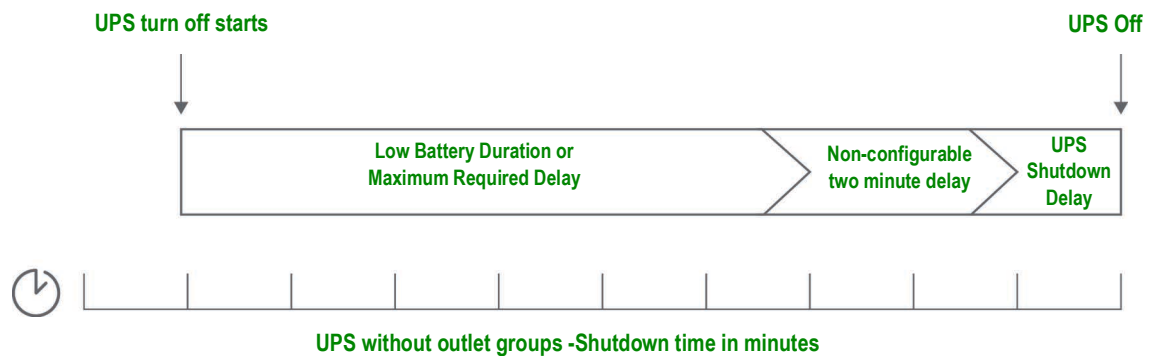 UPS turn off starts
UPS Off
Low Battery Duration or
Maximum Required Delay
Non-configurable
two minute delay
UPS
Shutdown
Delay
UPS without outlet groups -Shutdown time in minutes